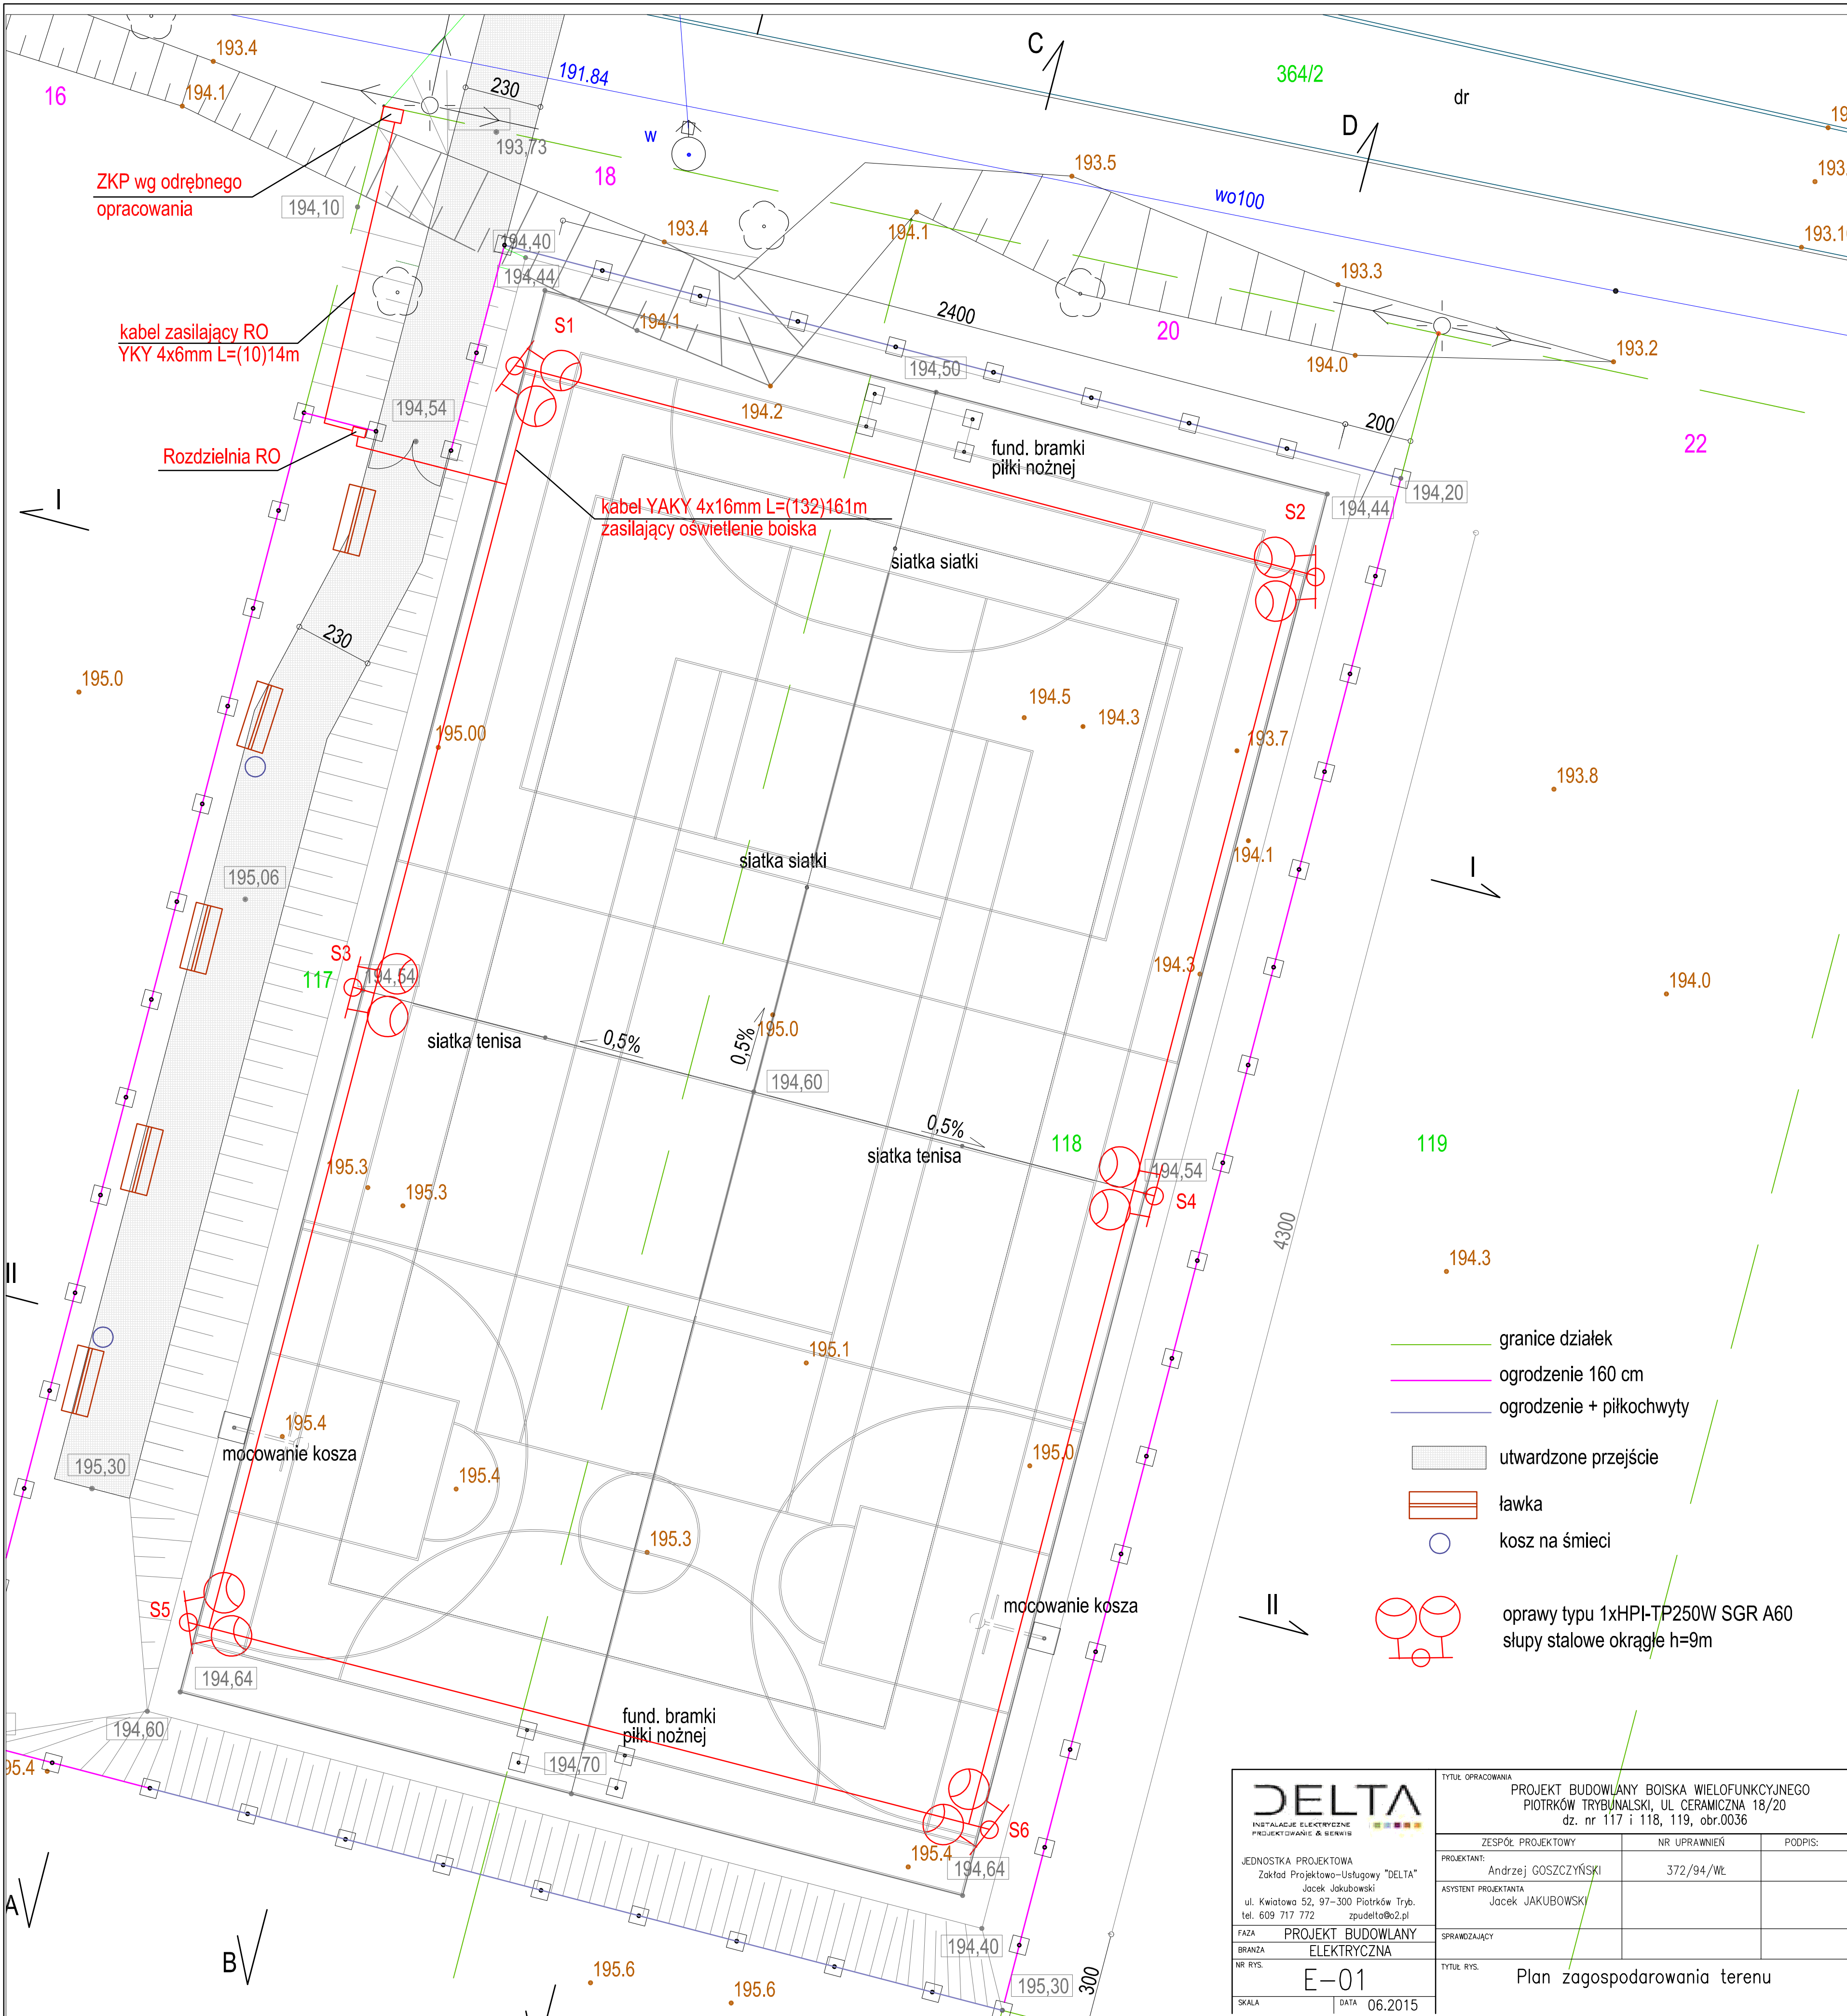 16
193.4
194.1
230
191.84
C
364/2
dr
D
193,73
w
18
193.5
wo100
ZKP wg odrębnego
opracowania
194,10
194,40
193.4
194.1
193.10
194,44
193.3
kabel zasilający RO
YKY 4x6mm L=(10)14m
S1
194.1
2400
20
194.0
193.2
194,50
194,54
194.2
200
22
Rozdzielnia RO
fund. bramki
piłki nożnej
I
kabel YAKY 4x16mm L=(132)161m
zasilający oświetlenie boiska
S2
194,44
194,20
siatka siatki
230
195.0
195.00
194.5
194.3
193.7
193.8
siatka siatki
194.1
I
195,06
S3
117
194,54
194.3
194.0
siatka tenisa
0,5%
0,5%
195.0
194,60
0,5%
siatka tenisa
118
119
194,54
S4
195.3
195.3
4300
II
194.3
195.1
granice działek
ogrodzenie 160 cm
ogrodzenie + piłkochwyty
utwardzone przejście
ławka
kosz na śmieci
oprawy typu 1xHPI-TP250W SGR A60
słupy stalowe okrągłe h=9m
195.4
mocowanie kosza
195,30
195.4
195.0
195.3
mocowanie kosza
II
S5
194,64
194,60
fund. bramki
piłki nożnej
194,70
95.4
S6
195.4
194,64
A
B
194,40
195,30
300
195.6
195.6
DELTA
INSTALACJE ELEKTRYCZNE
PROJEKTOWANIE & SERWIS
JEDNOSTKA PROJEKTOWA
Zakład Projektowo-Usługowy "DELTA"
Jacek Jakubowski
ul. Kwiatowa 52, 97-300 Piotrków Tryb.
tel. 609 717 772 zpudelta@o2.pl
FAZA PROJEKT BUDOWLANY
BRANŻA ELEKTRYCZNA
NR RYS.
E-01
SKALA DATA 06.2015
TYTUŁ OPRACOWANIA
PROJEKT BUDOWLANY BOISKA WIELOFUNKCYJNEGO
PIOTRKÓW TRYBUNALSKI, UL CERAMICZNA 18/20
dz. nr 117 i 118, 119, obr.0036
ZESPÓŁ PROJEKTOWY NR UPRAWNIEŃ PODPIS:
PROJEKTANT:
Andrzej GOSZCZYŃSKI 372/94/WŁ
ASYSTENT PROJEKTANTA
Jacek JAKUBOWSKI
SPRAWDZAJĄCY
TYTUŁ RYS.
Plan zagospodarowania terenu